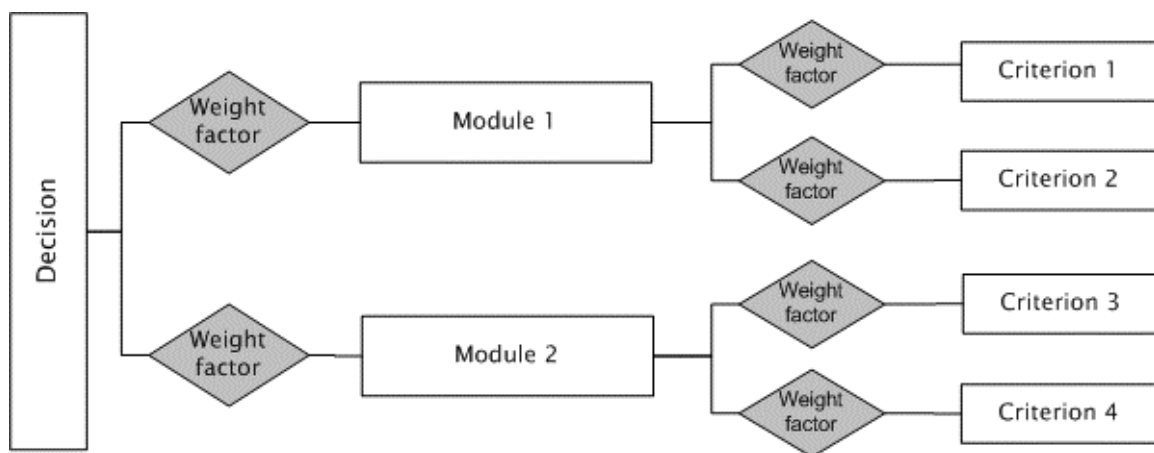 Decision
Weight
factor
Module 1
Weight
factor
Criterion 1
Weight
factor
Criterion 2
Weight
factor
Module 2
Weight
factor
Criterion 3
Weight
factor
Criterion 4